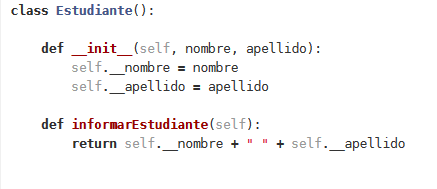 class Estudiante():
    def __init__(self, nombre, apellido):
        self.__nombre = nombre
        self.__apellido = apellido
    def informarEstudiante(self):
        return self.__nombre + " " + self.__apellido